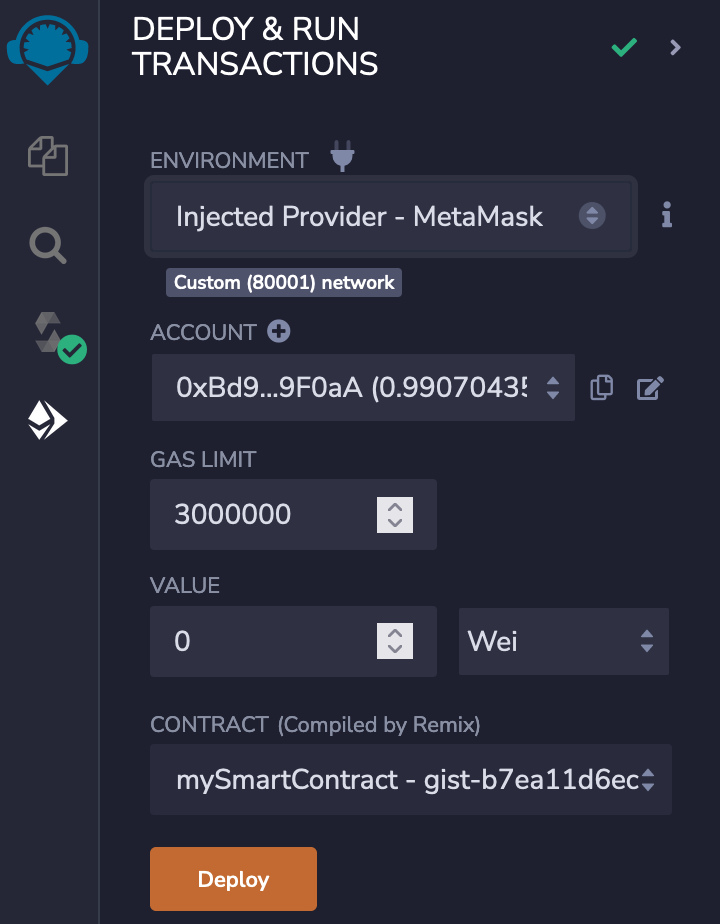 DEPLOY & RUN
TRANSACTIONS
ENVIRONMENT
Injected Provider - MetaMask
Custom (80001) network
ACCOUNT
0xBd9...9F0aA (0.99070435
GAS LIMIT
3000000
VALUE
0
Wei
CONTRACT (Compiled by Remix)
mySmartContract - gist-b7ea11d6ec
Deploy